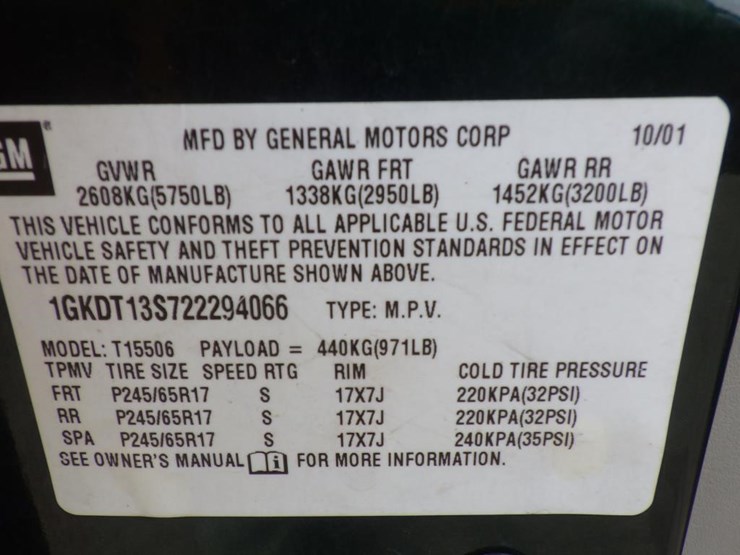 GM
MFD BY GENERAL MOTORS CORP 10/01
GVWR GAWR FRT GAWR RR
2608KG(5750LB) 1338KG(2950LB) 1452KG(3200LB)
THIS VEHICLE CONFORMS TO ALL APPLICABLE U.S. FEDERAL MOTOR
VEHICLE SAFETY AND THEFT PREVENTION STANDARDS IN EFFECT ON
THE DATE OF MANUFACTURE SHOWN ABOVE.
1GKDT13S722294066 TYPE: M.P.V.
MODEL: T15506 PAYLOAD = 440KG(971LB)
TPMV TIRE SIZE SPEED RTG RIM COLD TIRE PRESSURE
FRT P245/65R17 S 17X7J 220KPA(32PSI)
RR P245/65R17 S 17X7J 220KPA(32PSI)
SPA P245/65R17 S 17X7J 240KPA(35PSI)
SEE OWNER'S MANUAL i FOR MORE INFORMATION.